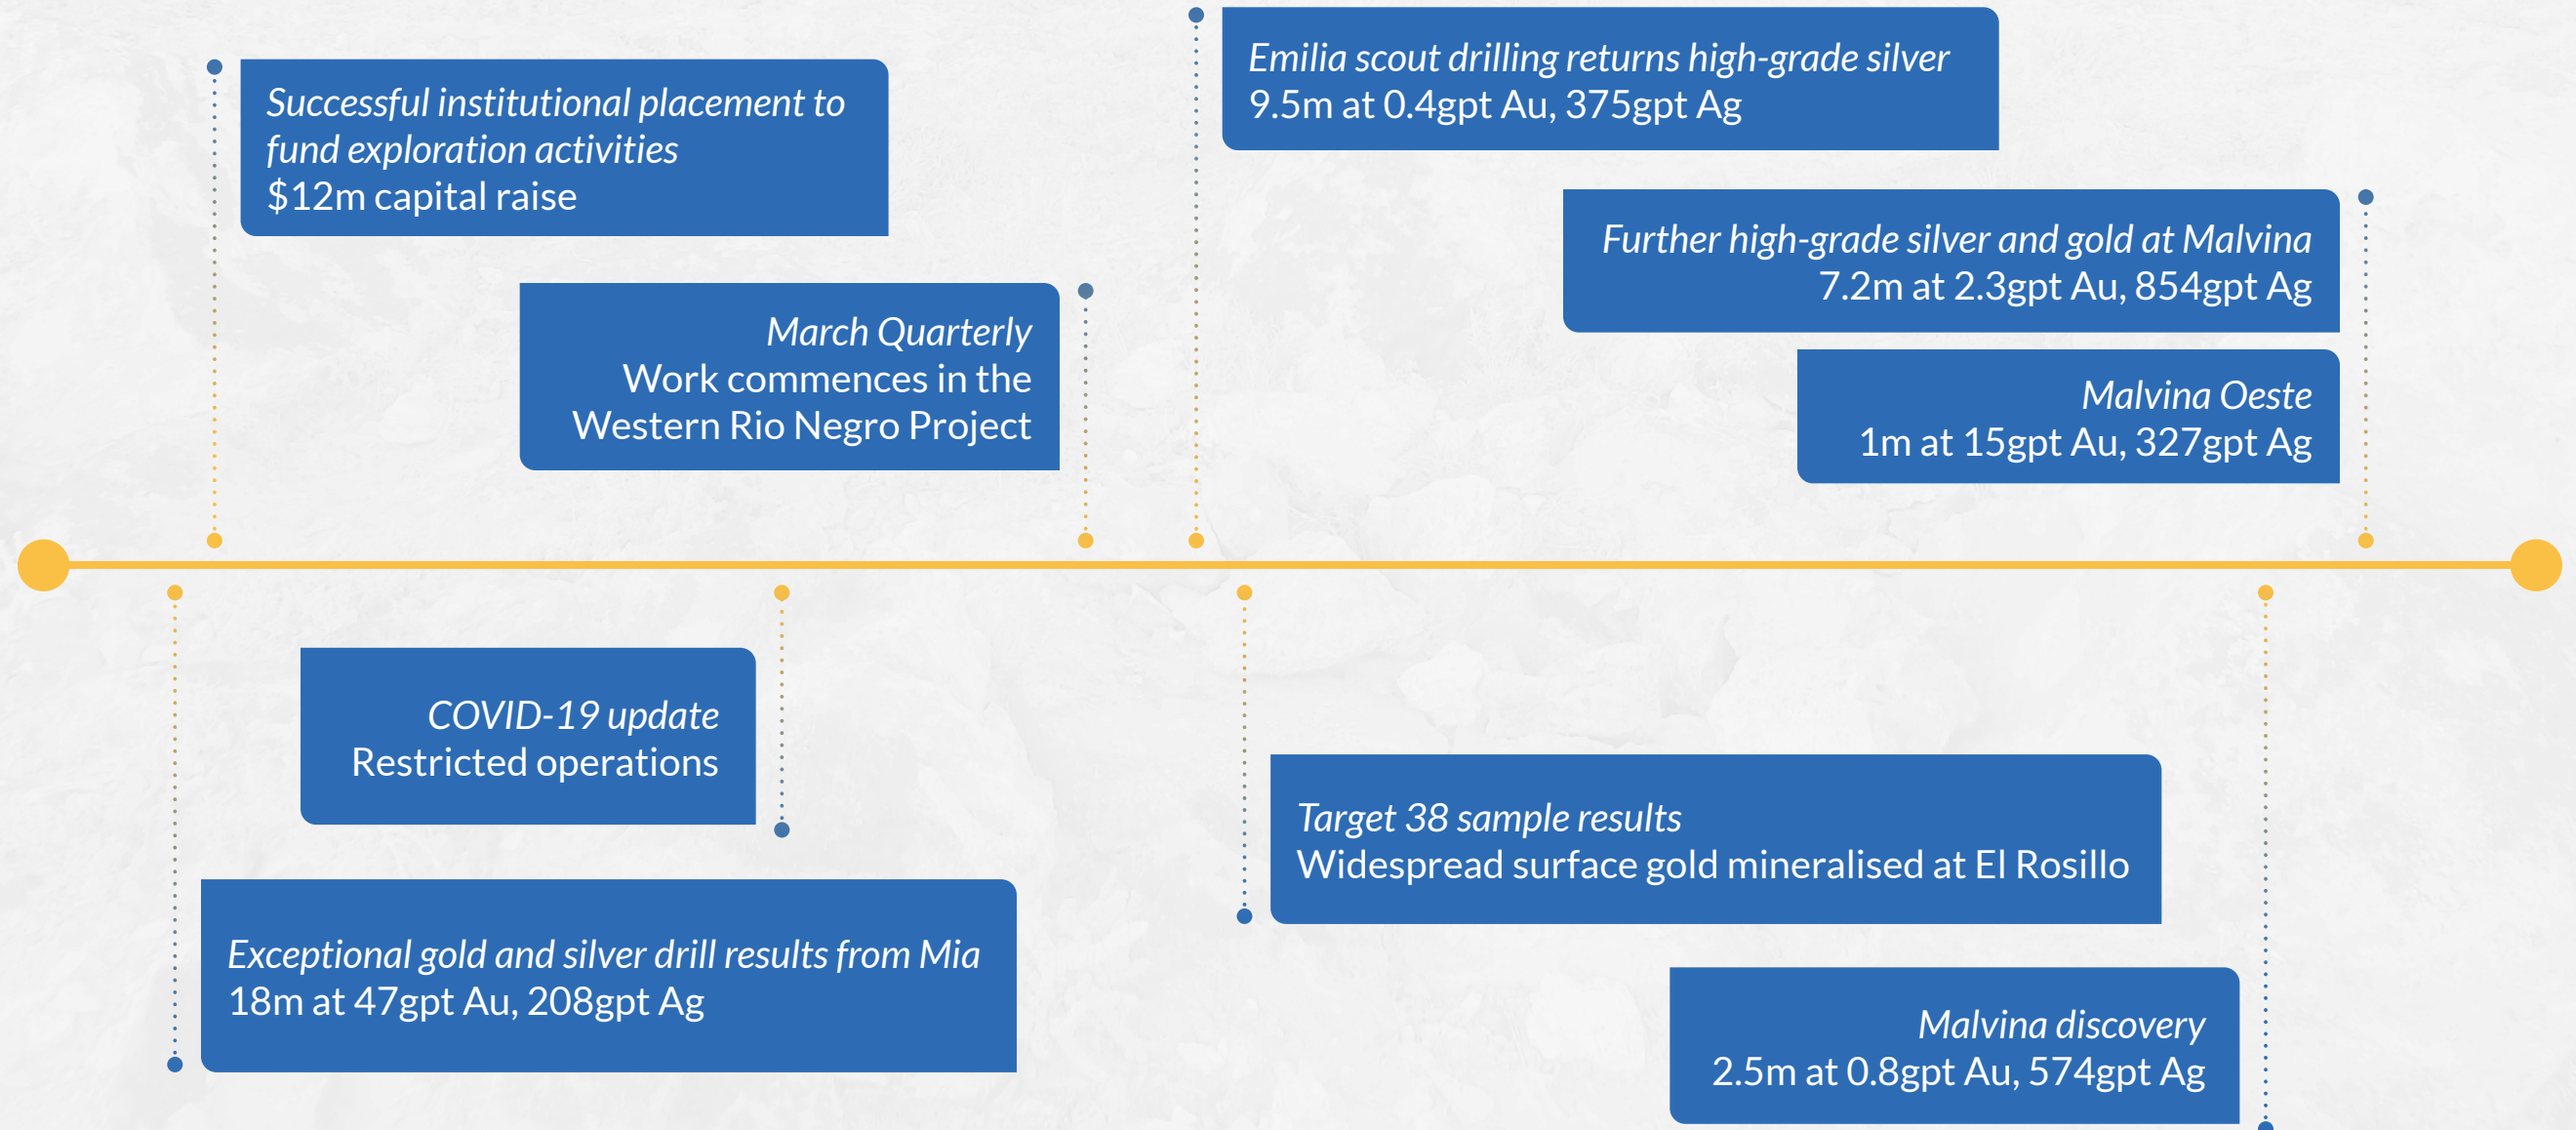 Successful institutional placement to
fund exploration activities
$12m capital raise
March Quarterly
Work commences in the
Western Rio Negro Project
Emilia scout drilling returns high-grade silver
9.5m at 0.4gpt Au, 375gpt Ag
Further high-grade silver and gold at Malvina
7.2m at 2.3gpt Au, 854gpt Ag
Malvina Oeste
1m at 15gpt Au, 327gpt Ag
COVID-19 update
Restricted operations
Exceptional gold and silver drill results from Mia
18m at 47gpt Au, 208gpt Ag
Target 38 sample results
Widespread surface gold mineralised at El Rosillo
Malvina discovery
2.5m at 0.8gpt Au, 574gpt Ag